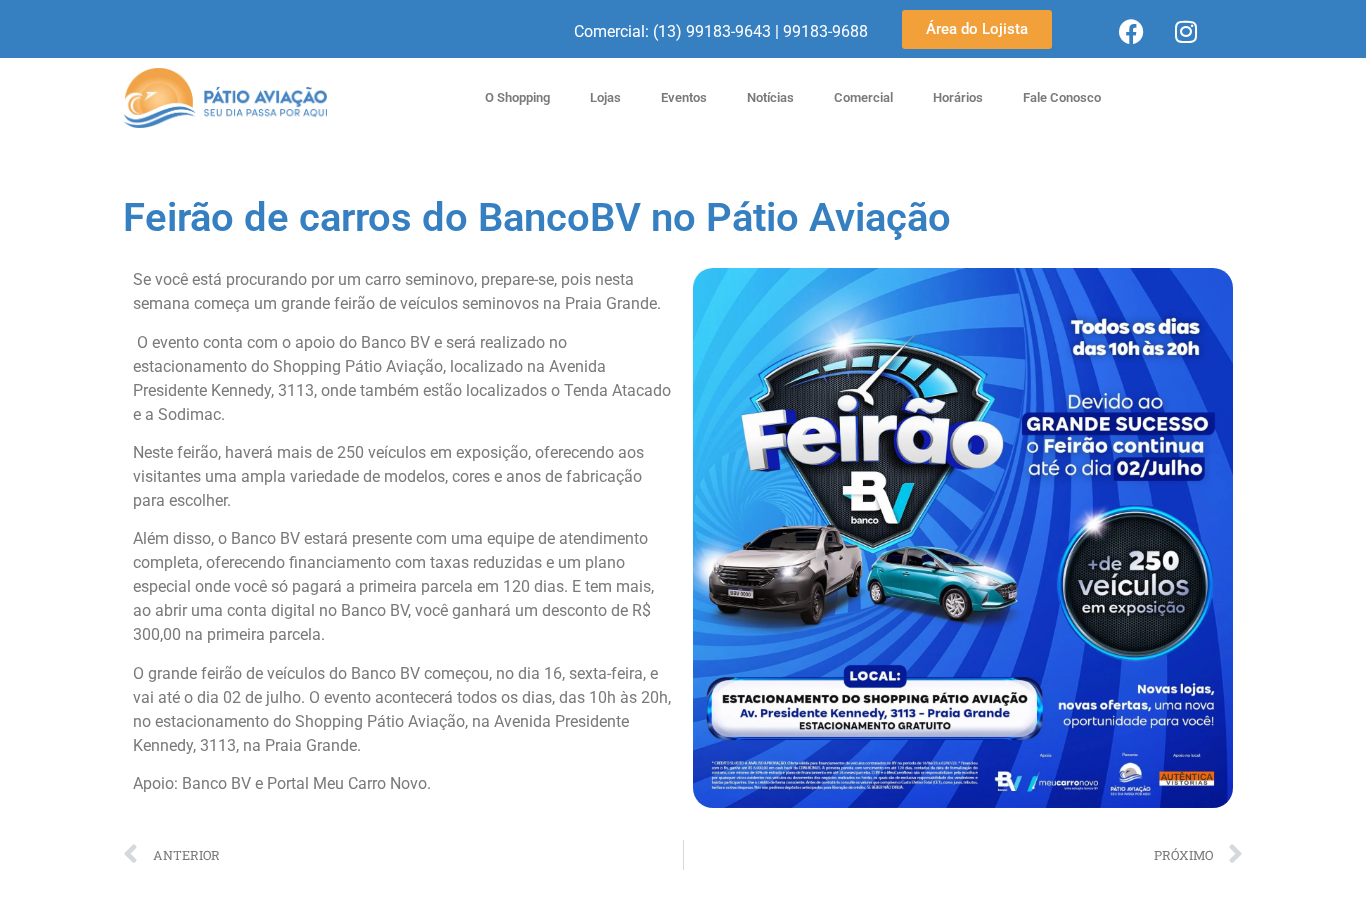 Comercial: (13) 99183-9643 | 99183-9688
Área do Lojista
PÁTIO AVIAÇÃO
SEU DIA PASSA POR AQUI
O Shopping
Lojas
Eventos
Notícias
Comercial
Horários
Fale Conosco
Feirão de carros do BancoBV no Pátio Aviação
Se você está procurando por um carro seminovo, prepare-se, pois nesta
semana começa um grande feirão de veículos seminovos na Praia Grande.
O evento conta com o apoio do Banco BV e será realizado no
estacionamento do Shopping Pátio Aviação, localizado na Avenida
Presidente Kennedy, 3113, onde também estão localizados o Tenda Atacado
e a Sodimac.
Neste feirão, haverá mais de 250 veículos em exposição, oferecendo aos
visitantes uma ampla variedade de modelos, cores e anos de fabricação
para escolher.
Além disso, o Banco BV estará presente com uma equipe de atendimento
completa, oferecendo financiamento com taxas reduzidas e um plano
especial onde você só pagará a primeira parcela em 120 dias. E tem mais,
ao abrir uma conta digital no Banco BV, você ganhará um desconto de R$
300,00 na primeira parcela.
O grande feirão de veículos do Banco BV começou, no dia 16, sexta-feira, e
vai até o dia 02 de julho. O evento acontecerá todos os dias, das 10h às 20h,
no estacionamento do Shopping Pátio Aviação, na Avenida Presidente
Kennedy, 3113, na Praia Grande.
Apoio: Banco BV e Portal Meu Carro Novo.
Todos os dias
das 10h às 20h
Feirão
BV
banco
Devido ao
GRANDE SUCESSO
o Feirão continua
até o dia 02/Julho
+de 250
veículos
em exposição
LOCAL:
ESTACIONAMENTO DO SHOPPING PÁTIO AVIAÇÃO
Av. Presidente Kennedy, 3113 - Praia Grande
ESTACIONAMENTO GRATUITO
Novas lojas,
novas ofertas, uma nova
oportunidade para você!
BV
meucarronovo
PÁTIO AVIAÇÃO
AUTÊNTICA
VISTORIAS
ANTERIOR
PRÓXIMO